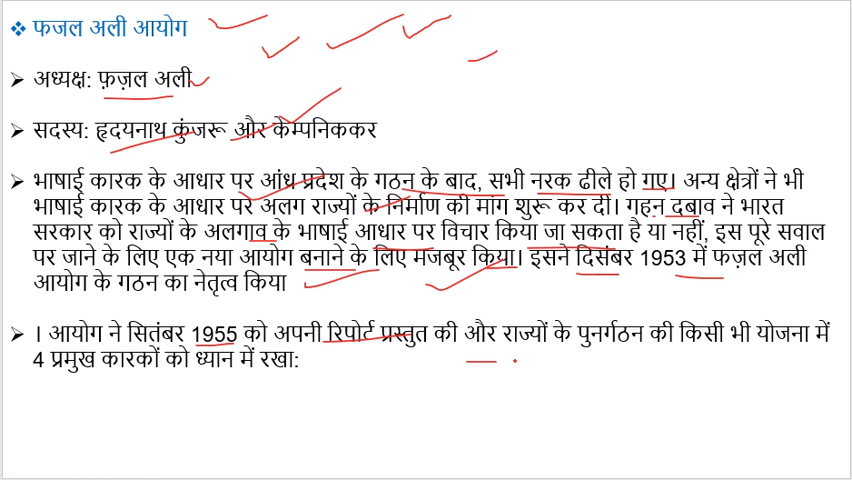 ❖ फजल अली आयोग
➤ अध्यक्ष: फ़ज़ल अली
➤ सदस्य: हृदयनाथ कुंजरू और केम्पनिककर
➤ भाषाई कारक के आधार पर आंध्र प्रदेश के गठन के बाद, सभी नरक ढीले हो गए। अन्य क्षेत्रों ने भी
भाषाई कारक के आधार पर अलग राज्यों के निर्माण की मांग शुरू कर दी। गहन दबाव ने भारत
सरकार को राज्यों के अलगाव के भाषाई आधार पर विचार किया जा सकता है या नहीं, इस पूरे सवाल
पर जाने के लिए एक नया आयोग बनाने के लिए मजबूर किया। इसने दिसंबर 1953 में फज़ल अली
आयोग के गठन का नेतृत्व किया
➤ । आयोग ने सितंबर 1955 को अपनी रिपोर्ट प्रस्तुत की और राज्यों के पुनर्गठन की किसी भी योजना में
4 प्रमुख कारकों को ध्यान में रखा: